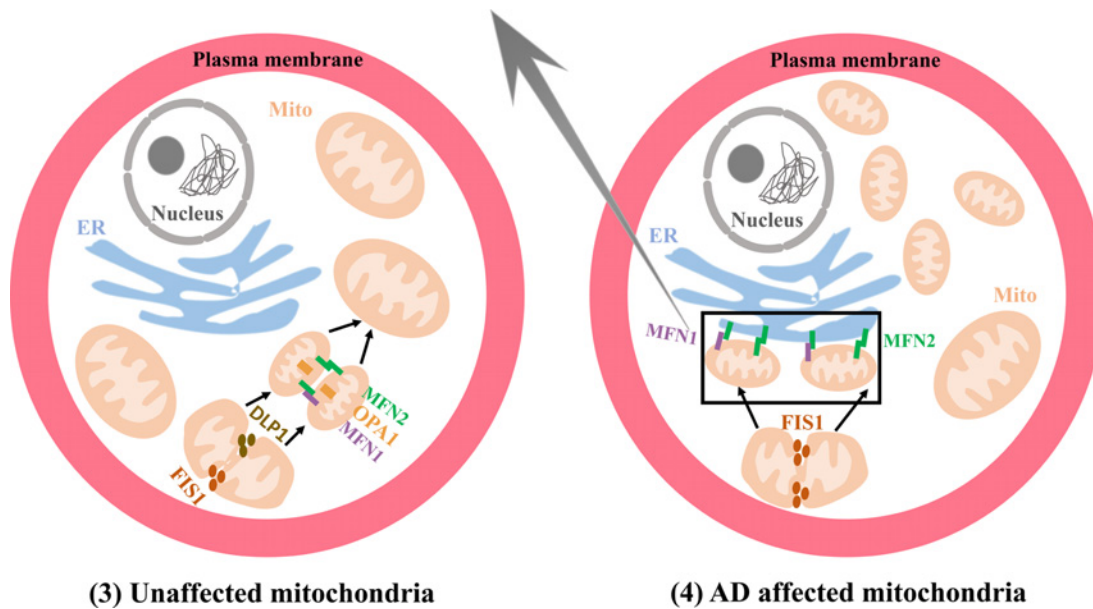 Plasma membrane
Mito
Nucleus
ER
MFN2
OPA1
MFN1
DLP1
FIS1
(3) Unaffected mitochondria
Plasma membrane
Nucleus
ER
Mito
MFN1
MFN2
FIS1
(4) AD affected mitochondria